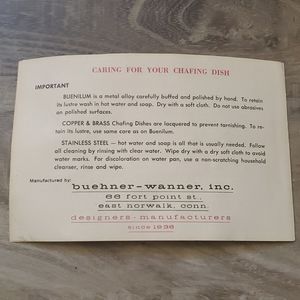 CARING FOR YOUR CHAFING DISH
IMPORTANT
BUENILUM is a metal alloy carefully buffed and polished by hand. To retain
its lustre wash in hot water and soap. Dry with a soft cloth. Do not use abrasives
on polished surfaces.
COPPER & BRASS Chafing Dishes are lacquered to prevent tarnishing. To re-
tain its lustre, use same care as on Buenilum.
STAINLESS STEEL — hot water and soap is all that is usually needed. Follow
all cleaning by rinsing with clear water. Wipe dry with a dry soft cloth to avoid
water marks. For discoloration on water pan, use a non-scratching household
cleanser, rinse and wipe.
Manufactured by:
buehner-wanner, inc.
66 fort point st.,
east norwalk, conn.
designers-manufacturers
since 1936